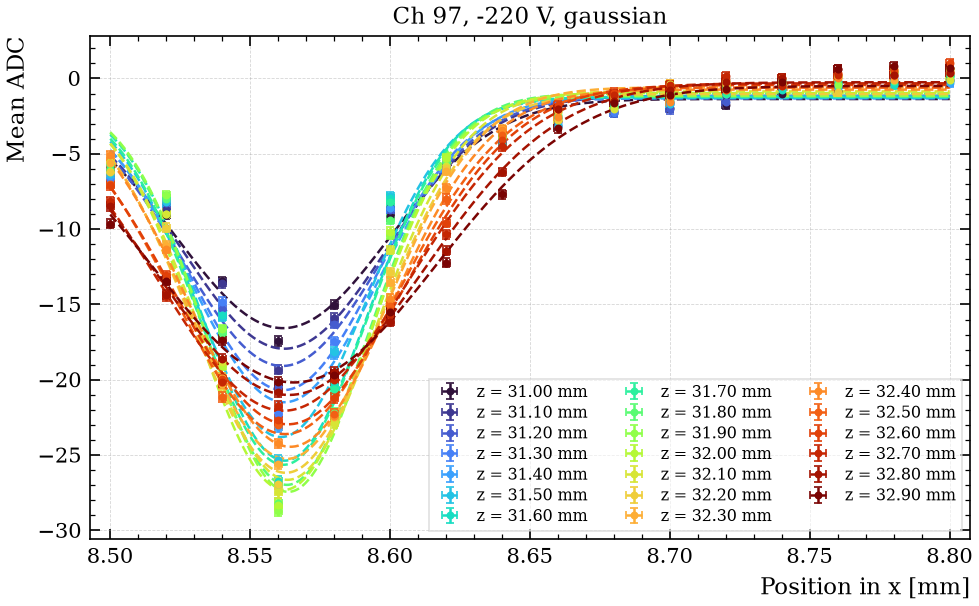 Ch 97, -220 V, gaussian
Mean ADC
0
−5
−10
−15
−20
−25
−30
z = 31.00 mm
z = 31.10 mm
z = 31.20 mm
z = 31.30 mm
z = 31.40 mm
z = 31.50 mm
z = 31.60 mm
z = 31.70 mm
z = 31.80 mm
z = 31.90 mm
z = 32.00 mm
z = 32.10 mm
z = 32.20 mm
z = 32.30 mm
z = 32.40 mm
z = 32.50 mm
z = 32.60 mm
z = 32.70 mm
z = 32.80 mm
z = 32.90 mm
8.50 8.55 8.60 8.65 8.70 8.75 8.80
Position in x [mm]